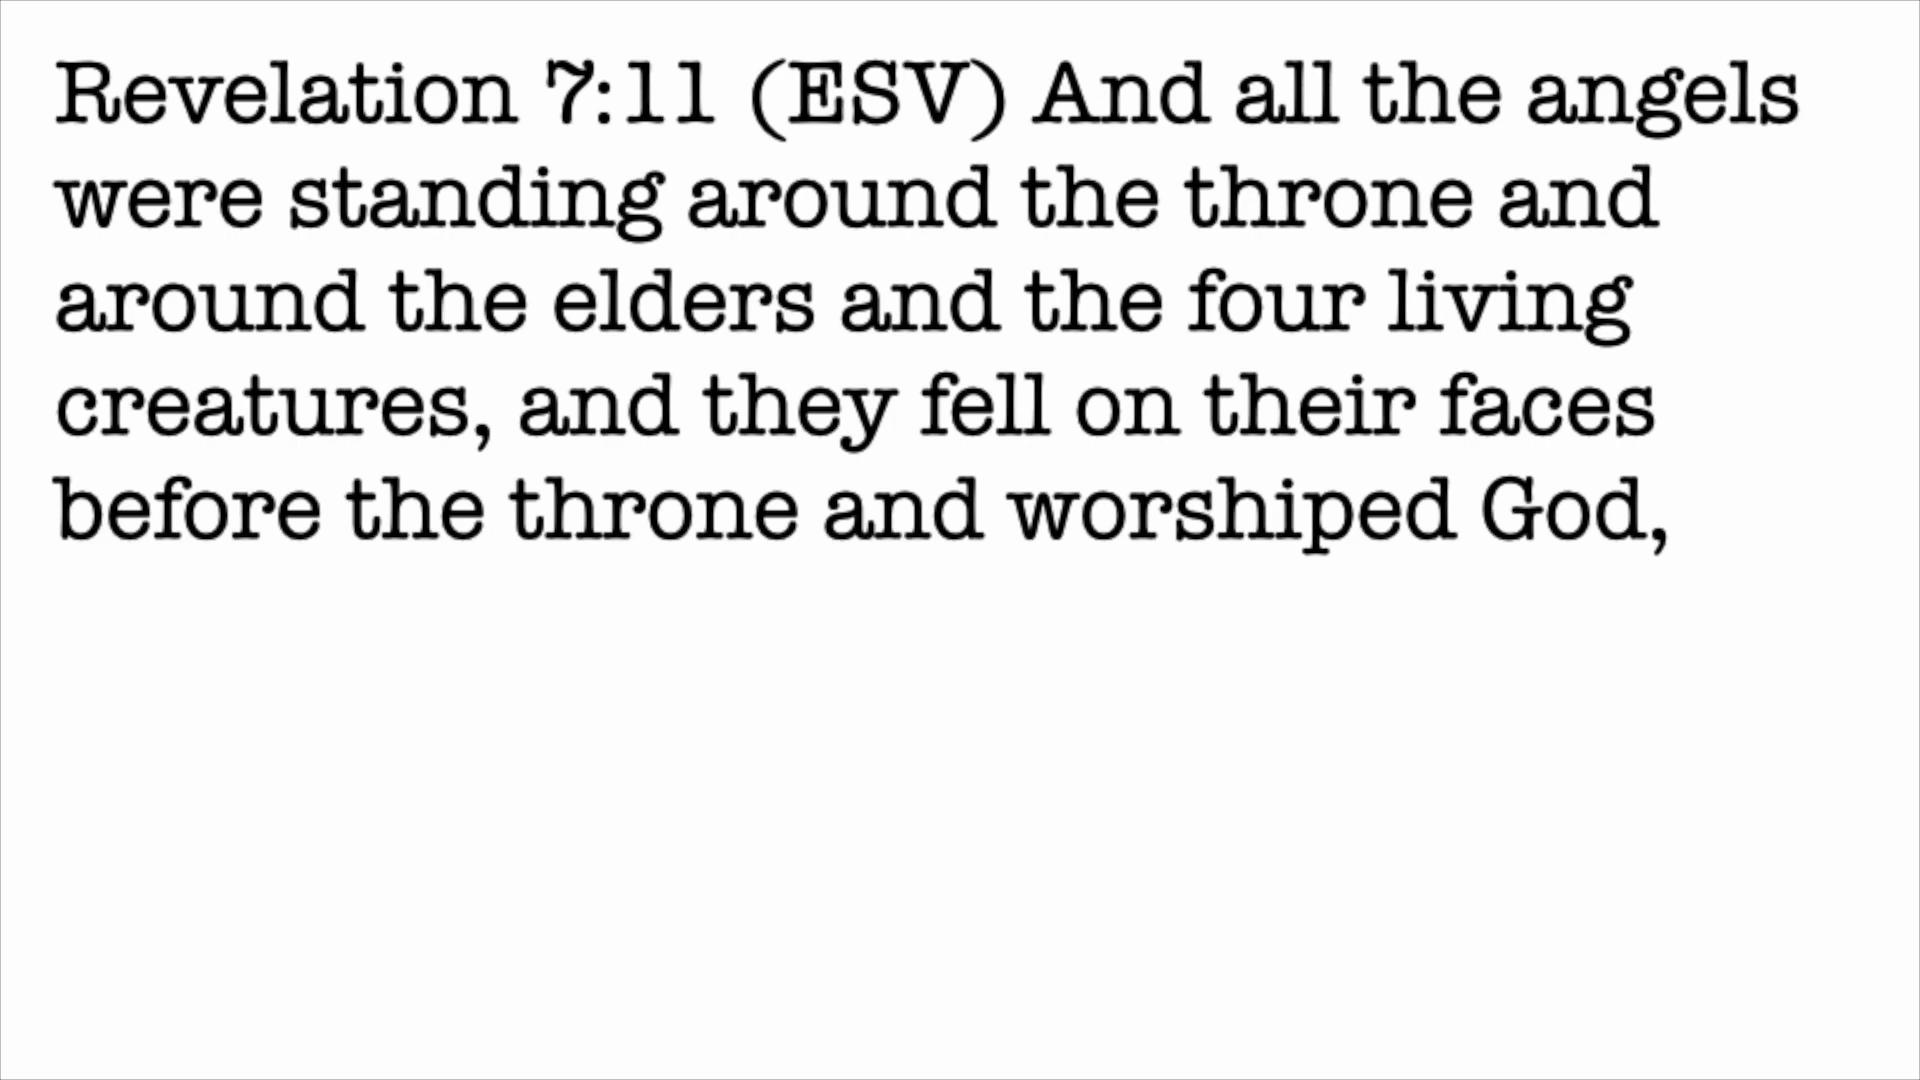 Revelation 7:11 (ESV) And all the angels
were standing around the throne and
around the elders and the four living
creatures, and they fell on their faces
before the throne and worshiped God,